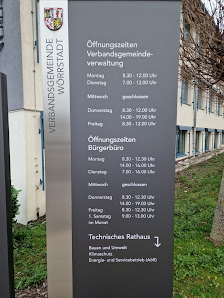 VERBANDSGEMEINDE
WÖRRSTADT
Öffnungszeiten
Verbandsgemeinde-
verwaltung
Montag 8.30 - 12.00 Uhr
Dienstag 7.00 - 12.00 Uhr
Mittwoch geschlossen
Donnerstag 8.30 - 12.00 Uhr
14.00 - 19.00 Uhr
Freitag 8.30 - 12.00 Uhr
Öffnungszeiten
Bürgerbüro
Montag 8.30 - 12.30 Uhr
14.00 - 16.00 Uhr
Dienstag 7.00 - 16.00 Uhr
Mittwoch geschlossen
Donnerstag 8.30 - 12.30 Uhr
14.00 - 19.00 Uhr
Freitag 8.30 - 12.30 Uhr
1. Samstag 9.00 - 13.00 Uhr
im Monat
Technisches Rathaus
Bauen und Umwelt
Klimaschutz
Energie- und Servicebetrieb (AöR)